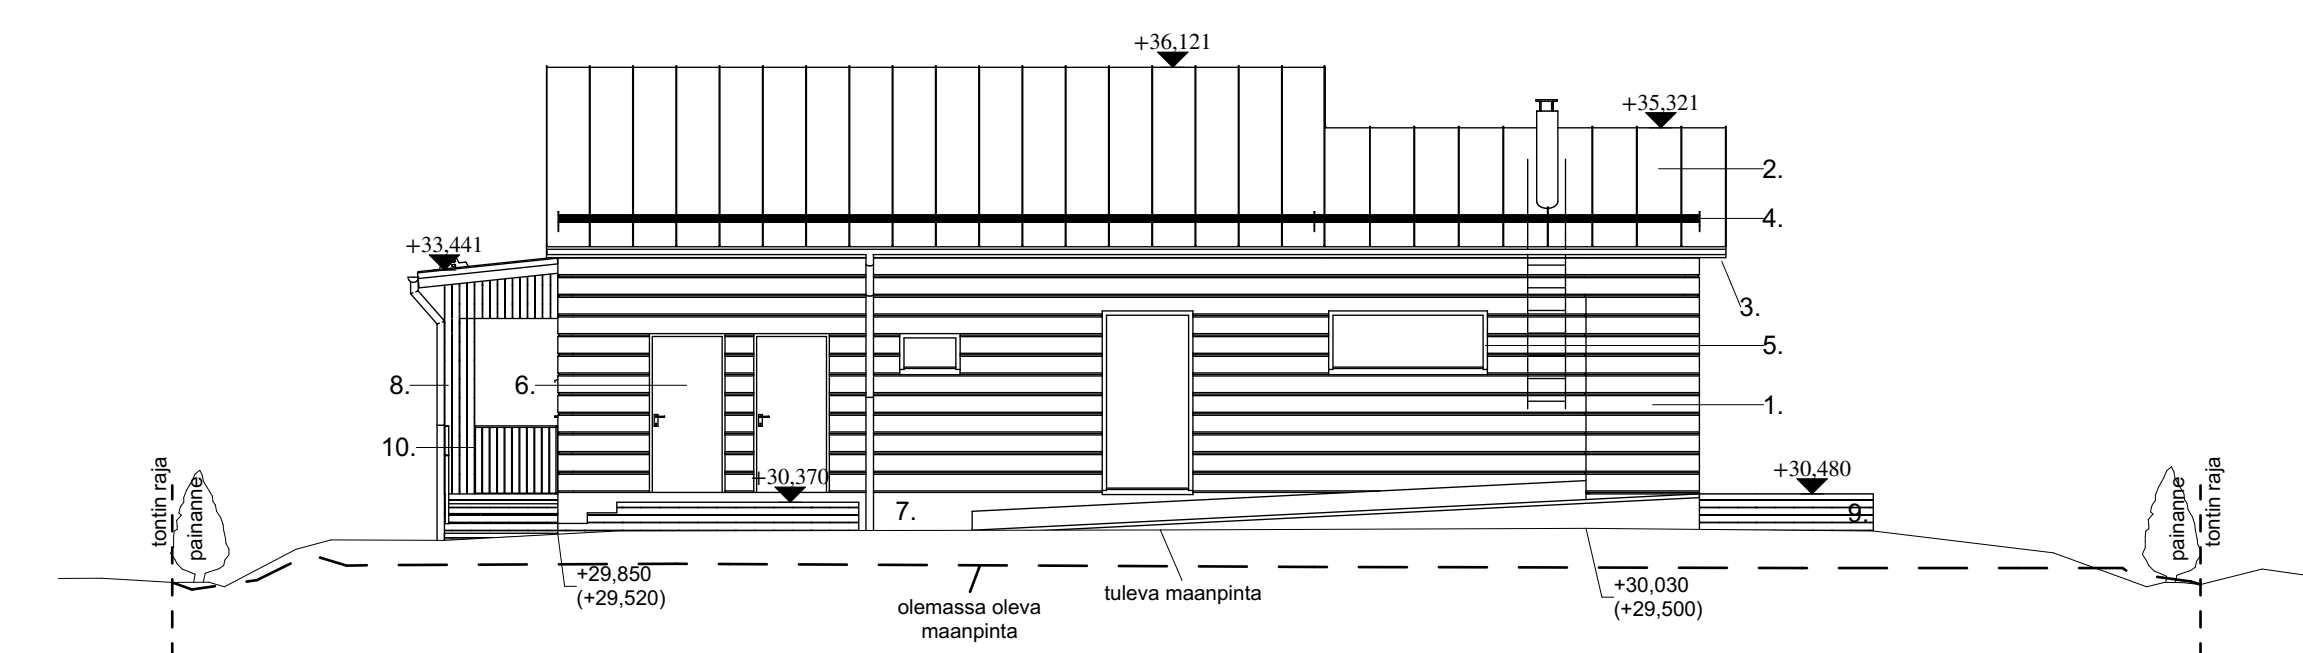 +36,121
+35,321
2.
4.
+33,441
3.
5.
8.
6.
1.
10.
+30,370
+30,480
7.
9.
tontin raja
painanne
painanne
tontin raja
+29,850
(+29,520)
olemassa oleva
maanpinta
tuleva maanpinta
+30,030
(+29,500)